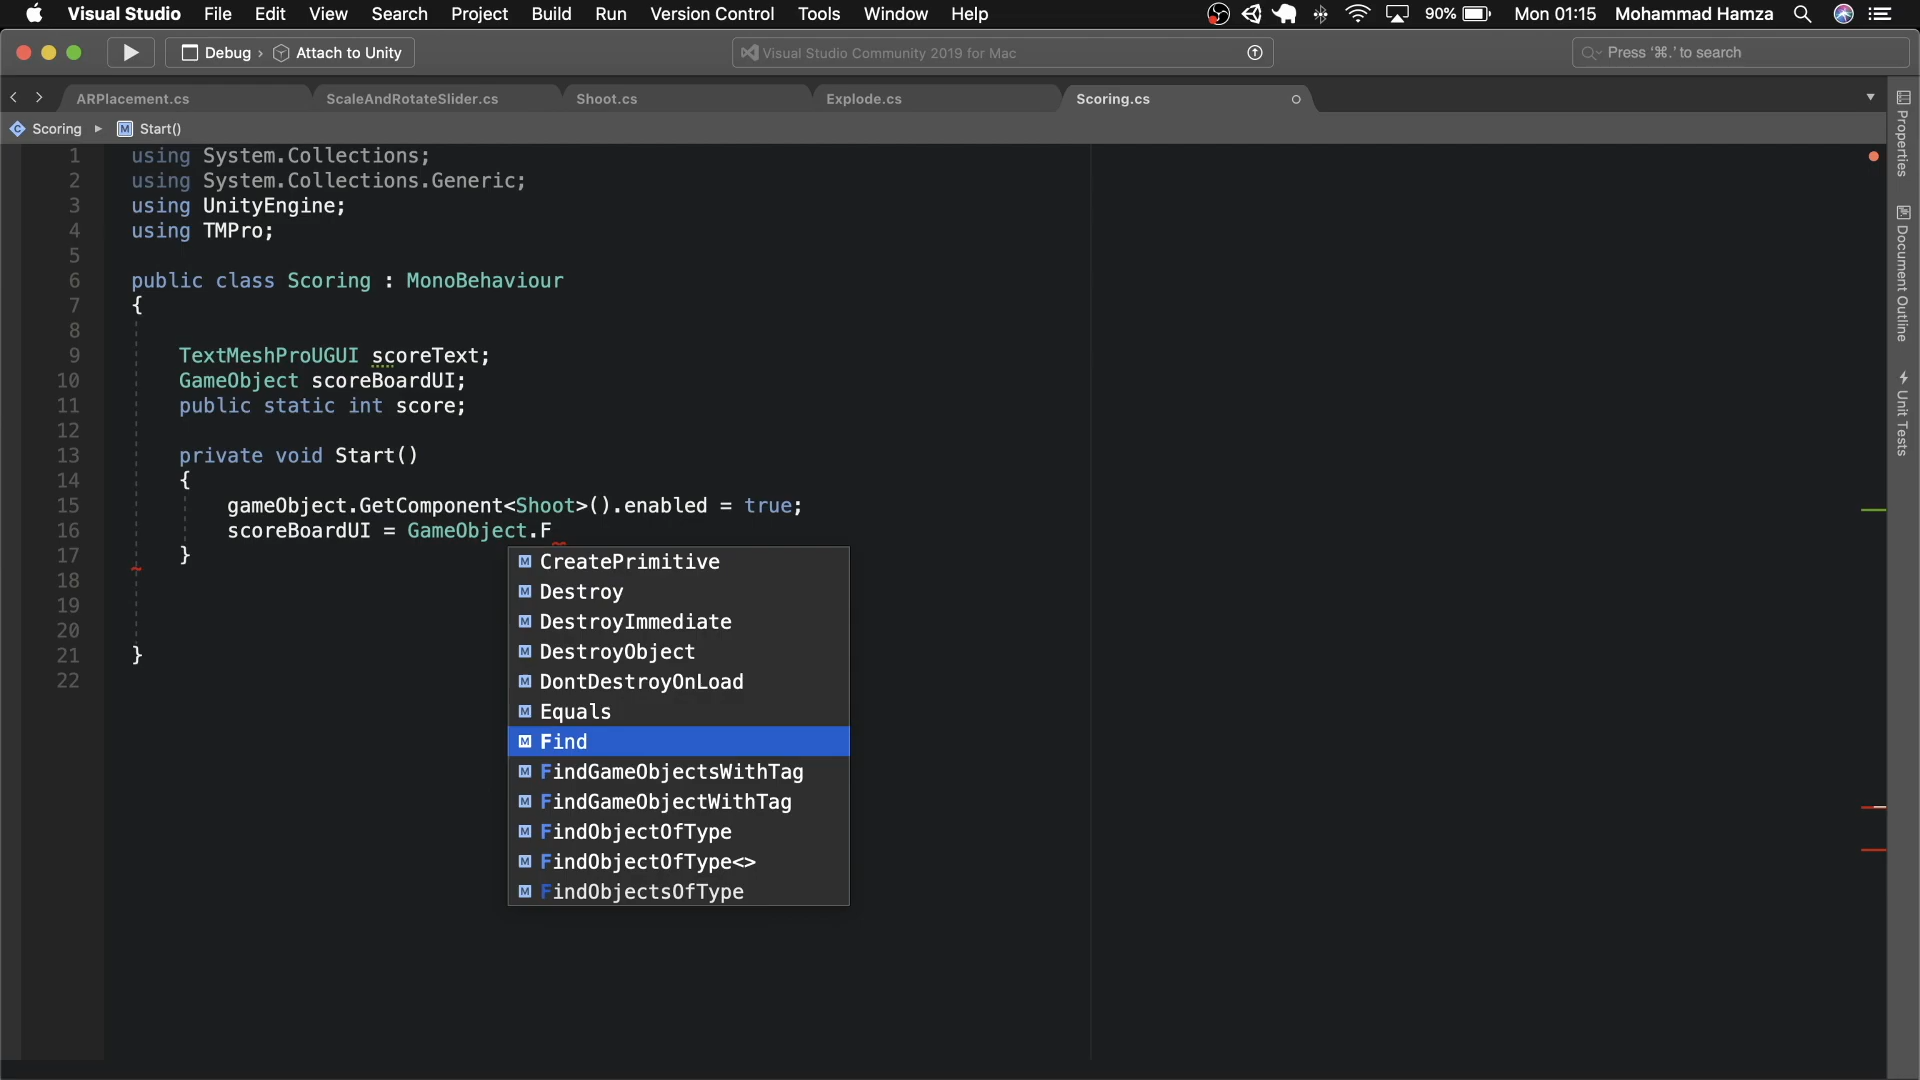 Visual Studio File Edit View Search Project Build Run Version Control Tools Window Help 90% Mon 01:15 Mohammad Hamza
Debug › Attach to Unity Visual Studio Community 2019 for Mac Press '⌘.' to search
ARPlacement.cs ScaleAndRotateSlider.cs Shoot.cs Explode.cs Scoring.cs
Scoring ▸ M Start()
1 using System.Collections;
2 using System.Collections.Generic;
3 using UnityEngine;
4 using TMPro;
5
6 public class Scoring : MonoBehaviour
7 {
8
9 TextMeshProUGUI scoreText;
10 GameObject scoreBoardUI;
11 public static int score;
12
13 private void Start()
14 {
15 gameObject.GetComponent<Shoot>().enabled = true;
16 scoreBoardUI = GameObject.F
17 }
18
19
20
21 }
22
M CreatePrimitive
M Destroy
M DestroyImmediate
M DestroyObject
M DontDestroyOnLoad
M Equals
M Find
M FindGameObjectsWithTag
M FindGameObjectWithTag
M FindObjectOfType
M FindObjectOfType<>
M FindObjectsOfType
Properties
Document Outline
Unit Tests